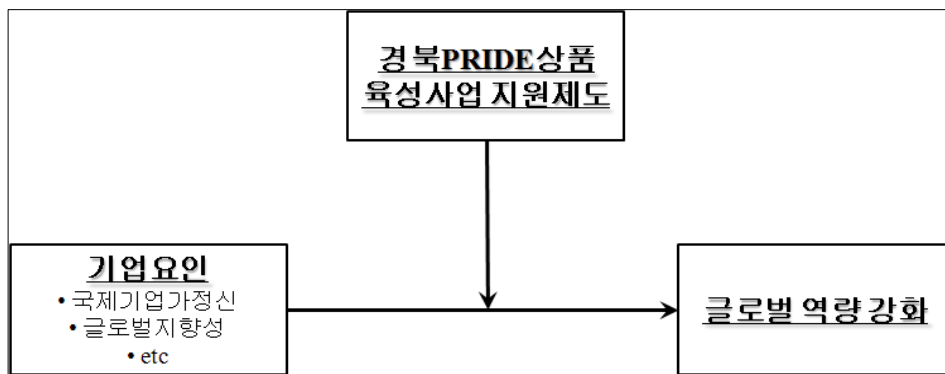 경북PRIDE상품
육성사업 지원제도
기업요인
• 국제기업가정신
• 글로벌지향성
• etc
글로벌 역량 강화